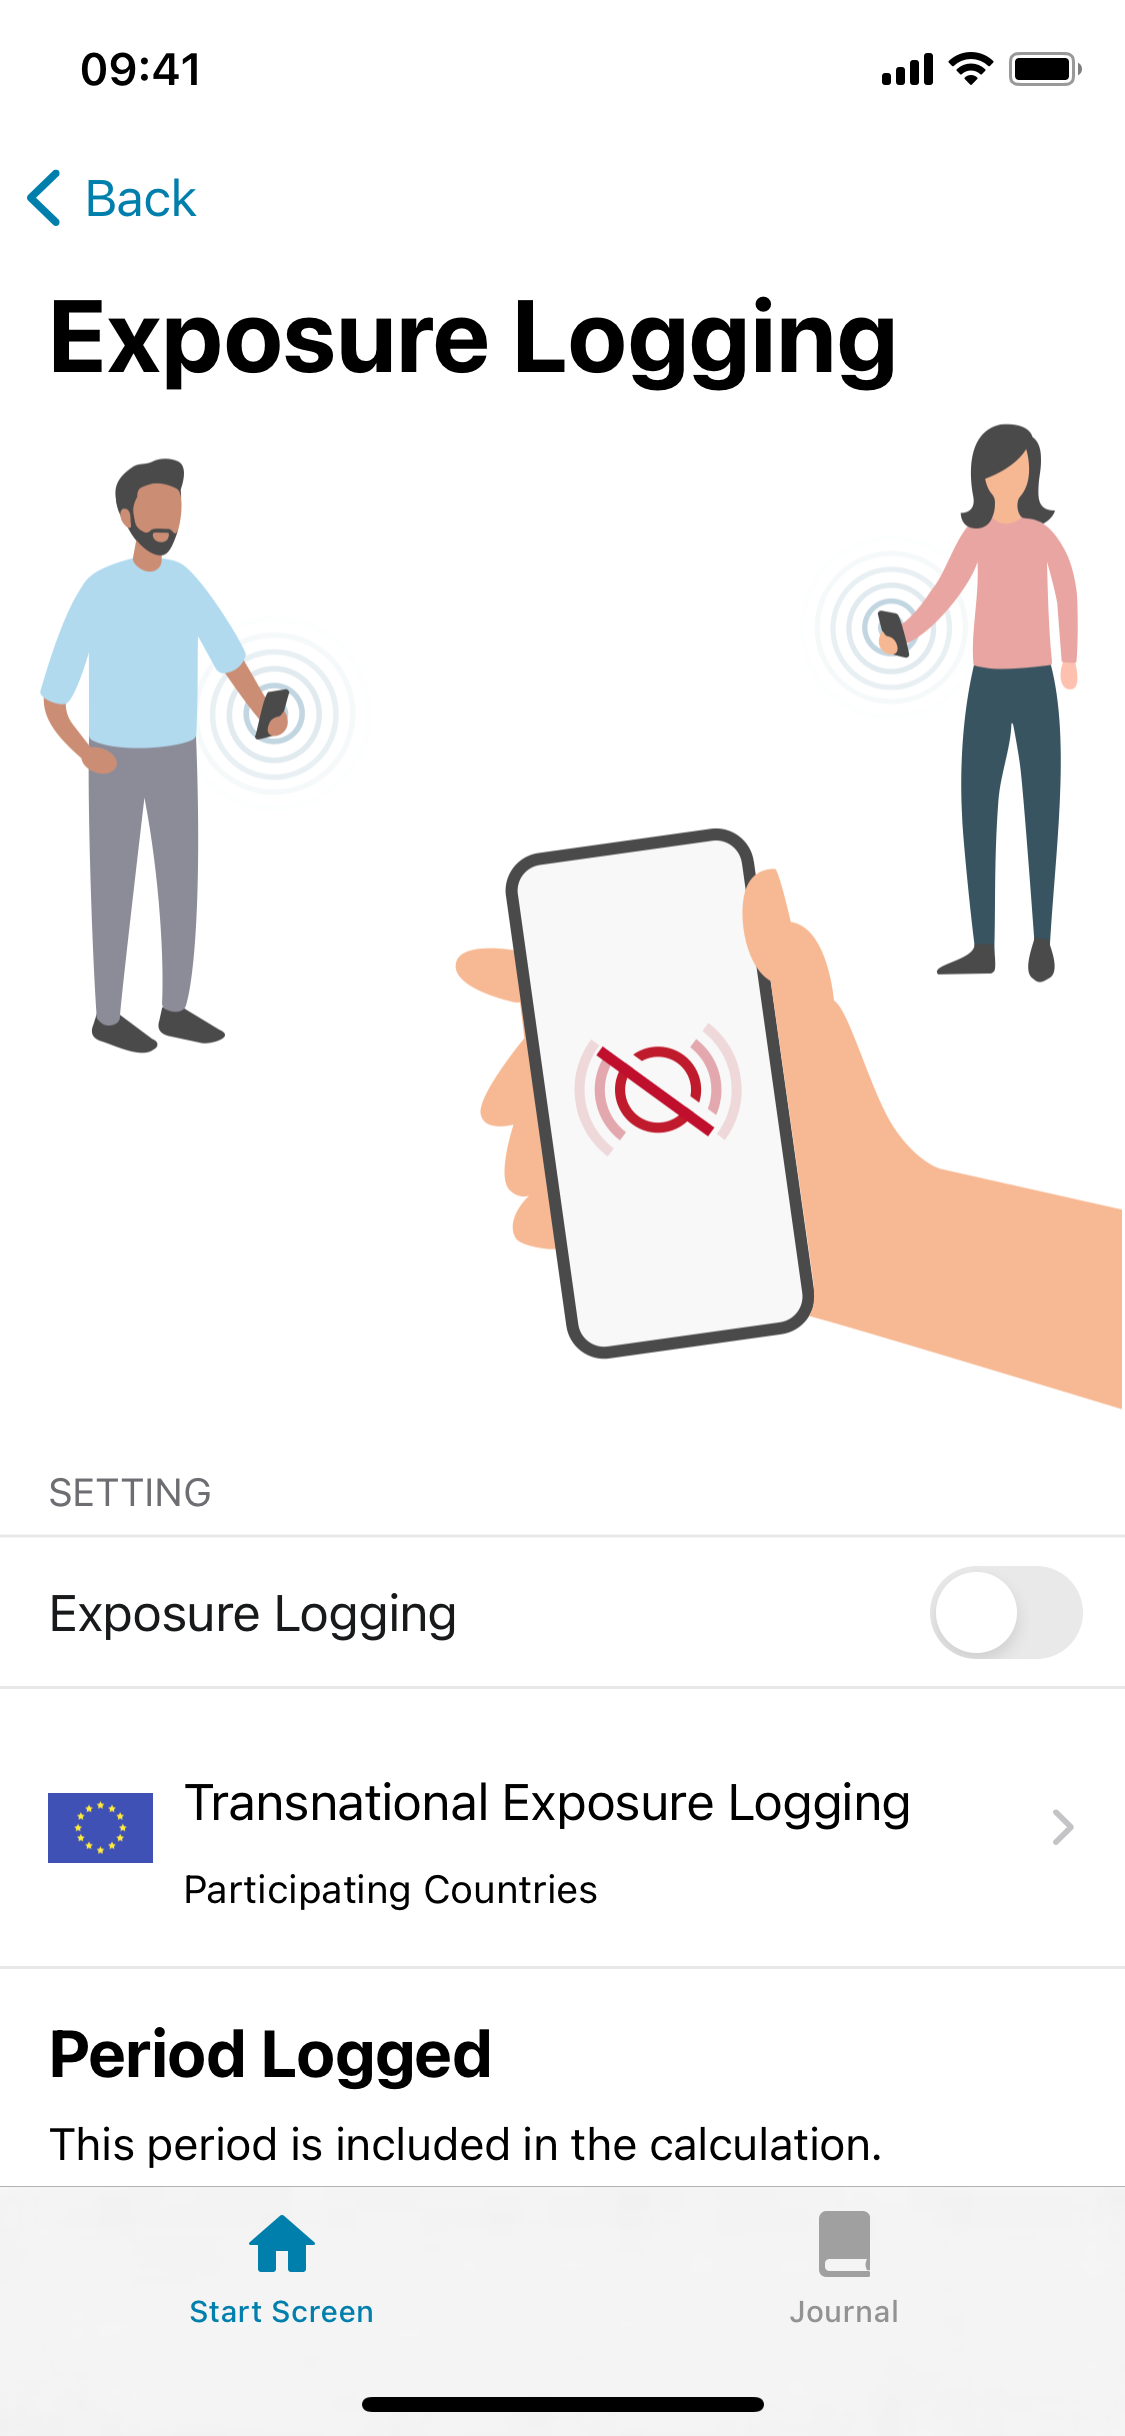 09:41
Back
Exposure Logging
SETTING
Exposure Logging
Transnational Exposure Logging
Participating Countries
Period Logged
This period is included in the calculation.
Start Screen
Journal